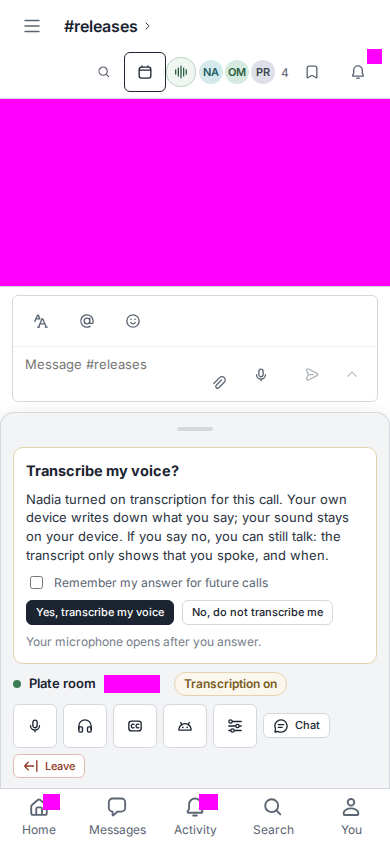 #releases
NA OM PR 4
Message #releases
Transcribe my voice?
Nadia turned on transcription for this call. Your own
device writes down what you say; your sound stays
on your device. If you say no, you can still talk: the
transcript only shows that you spoke, and when.
Remember my answer for future calls
Yes, transcribe my voice No, do not transcribe me
Your microphone opens after you answer.
Plate room Transcription on
CC Chat
Leave
Home Messages Activity Search You